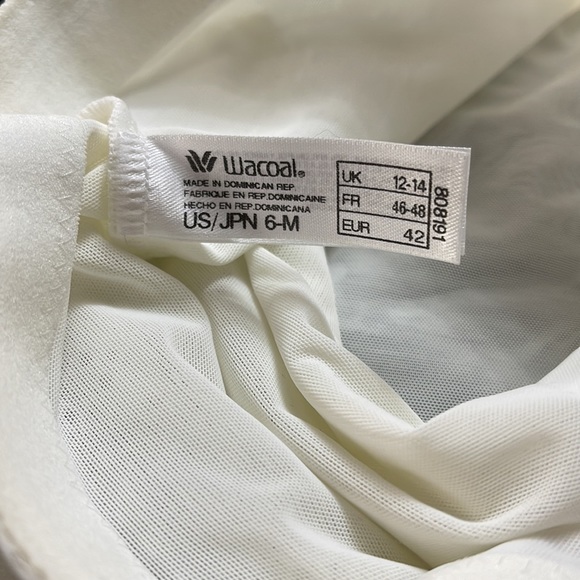 Wacoal®
MADE IN DOMINICAN REP.
FABRIQUE EN REP.DOMINICAINE
HECHO EN REP.DOMINICANA
US/JPN 6-M
UK 12-14
FR 46-48
EUR 42
808191